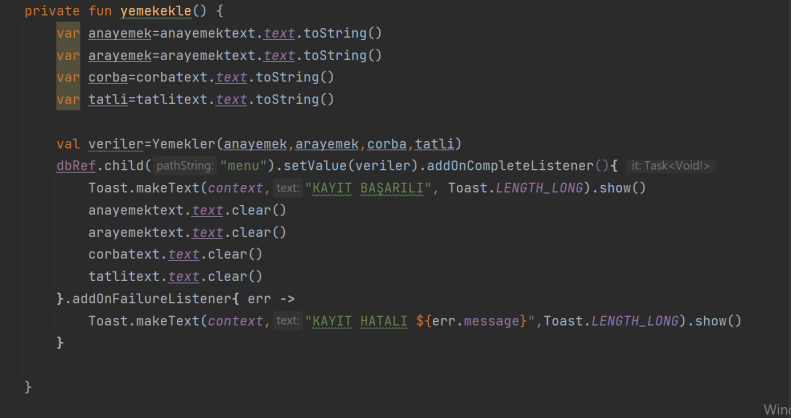 private fun yemekekle() {
var anayemek=anayemektext.text.toString()
var arayemek=arayemektext.text.toString()
var corba=corbatext.text.toString()
var tatli=tatlitext.text.toString()
val veriler=Yemekler(anayemek,arayemek,corba,tatli)
dbRef.child( pathString: "menu").setValue(veriler).addOnCompleteListener(){ it:Task<Void!>
Toast.makeText(context, text: "KAYIT BAŞARILI", Toast.LENGTH_LONG).show()
anayemektext.text.clear()
arayemektext.text.clear()
corbatext.text.clear()
tatlitext.text.clear()
}.addOnFailureListener{ err ->
Toast.makeText(context, text: "KAYIT HATALI ${err.message}",Toast.LENGTH_LONG).show()
}
}